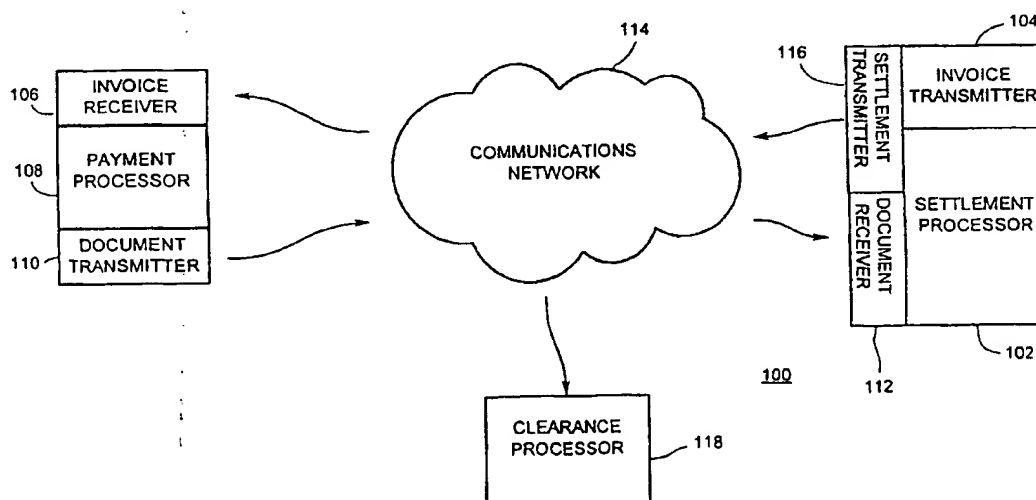 104
114
116
SETTLEMENT
TRANSMITTER
INVOICE
TRANSMITTER
106
INVOICE
RECEIVER
108
PAYMENT
PROCESSOR
COMMUNICATIONS
NETWORK
SETTLEMENT
PROCESSOR
DOCUMENT
RECEIVER
110
DOCUMENT
TRANSMITTER
102
112
100
CLEARANCE
PROCESSOR
118